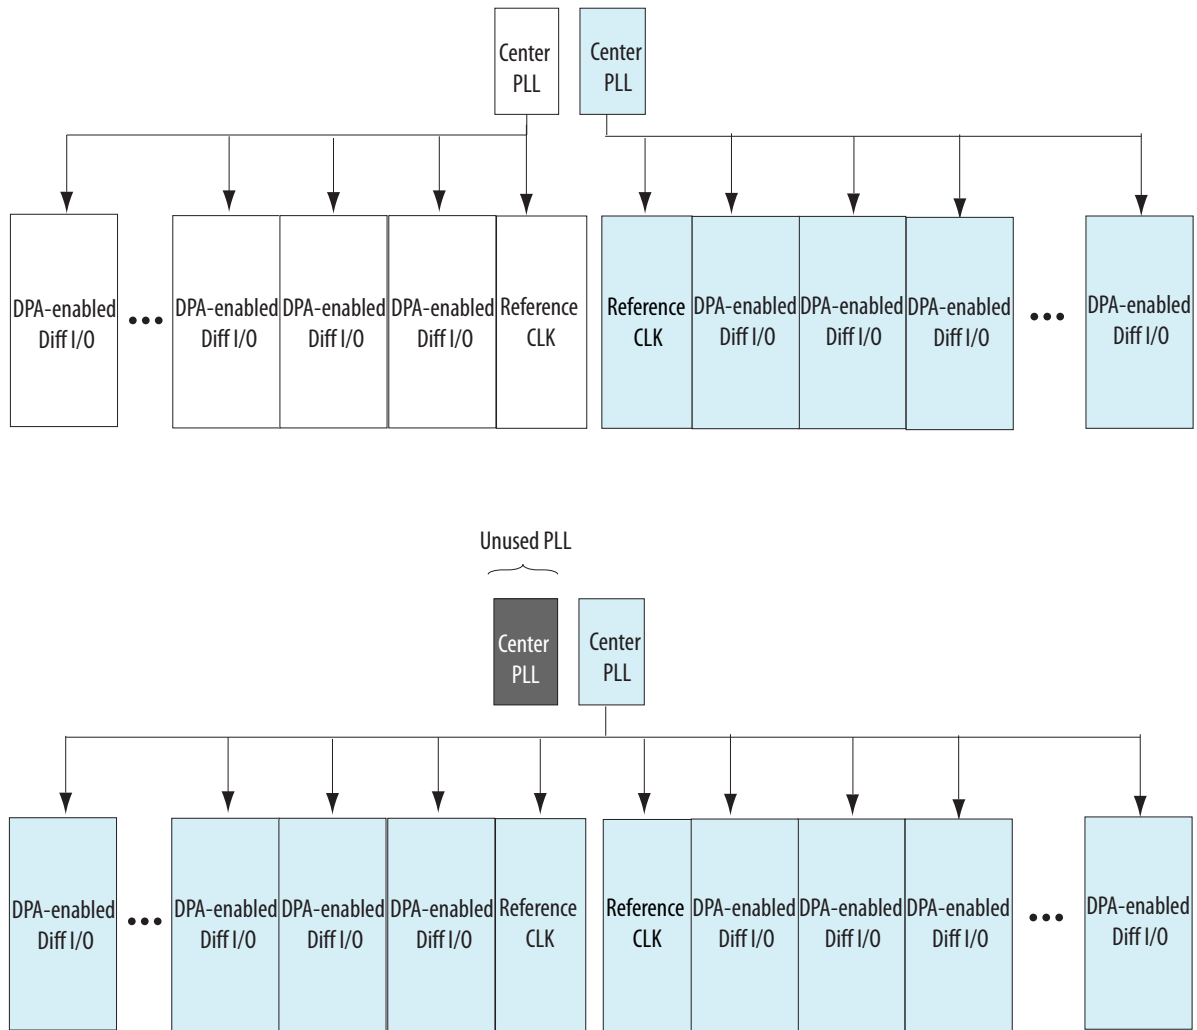 Center
PLL
Center
PLL
DPA-enabled
Diff I/O
DPA-enabled
Diff I/O
DPA-enabled
Diff I/O
DPA-enabled
Diff I/O
Reference
CLK
Reference
CLK
DPA-enabled
Diff I/O
DPA-enabled
Diff I/O
DPA-enabled
Diff I/O
DPA-enabled
Diff I/O
Unused PLL
Center
PLL
Center
PLL
DPA-enabled
Diff I/O
DPA-enabled
Diff I/O
DPA-enabled
Diff I/O
DPA-enabled
Diff I/O
Reference
CLK
Reference
CLK
DPA-enabled
Diff I/O
DPA-enabled
Diff I/O
DPA-enabled
Diff I/O
DPA-enabled
Diff I/O